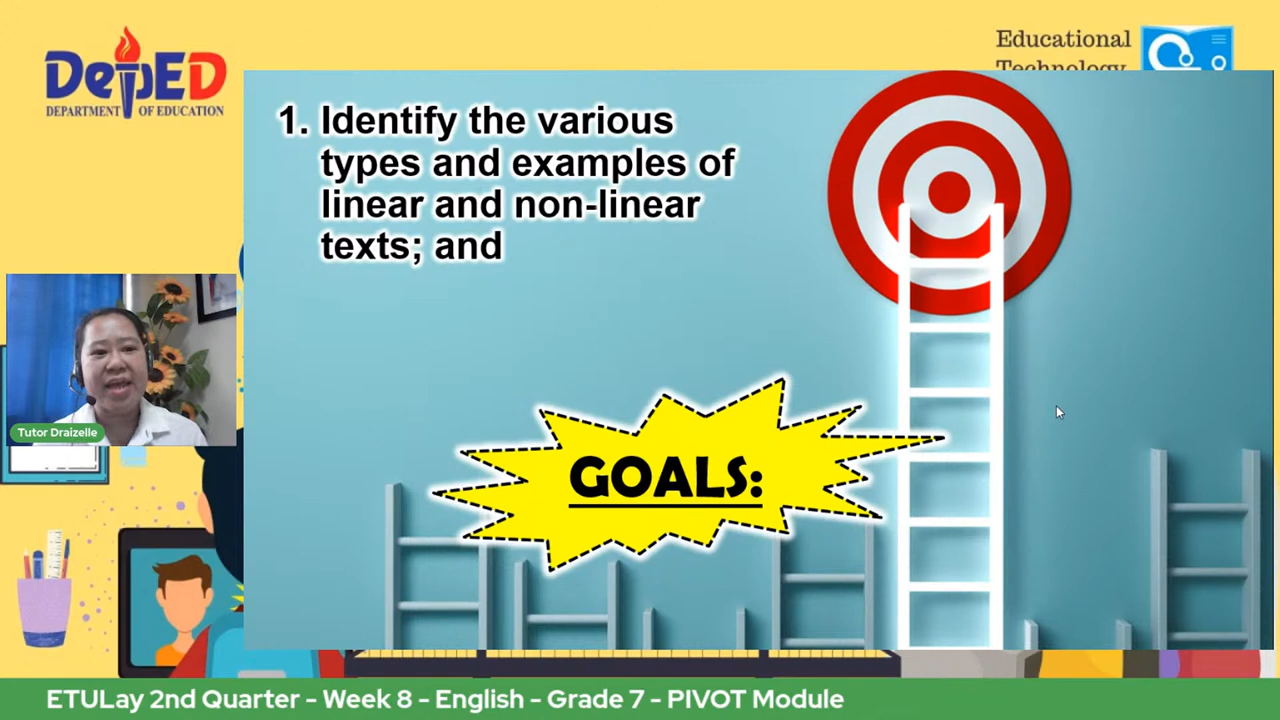 DepED
DEPARTMENT OF EDUCATION
Educational
Technology
1. Identify the various
types and examples of
linear and non-linear
texts; and
GOALS:
Tutor Draizelle
ETULay 2nd Quarter - Week 8 - English - Grade 7 - PIVOT Module